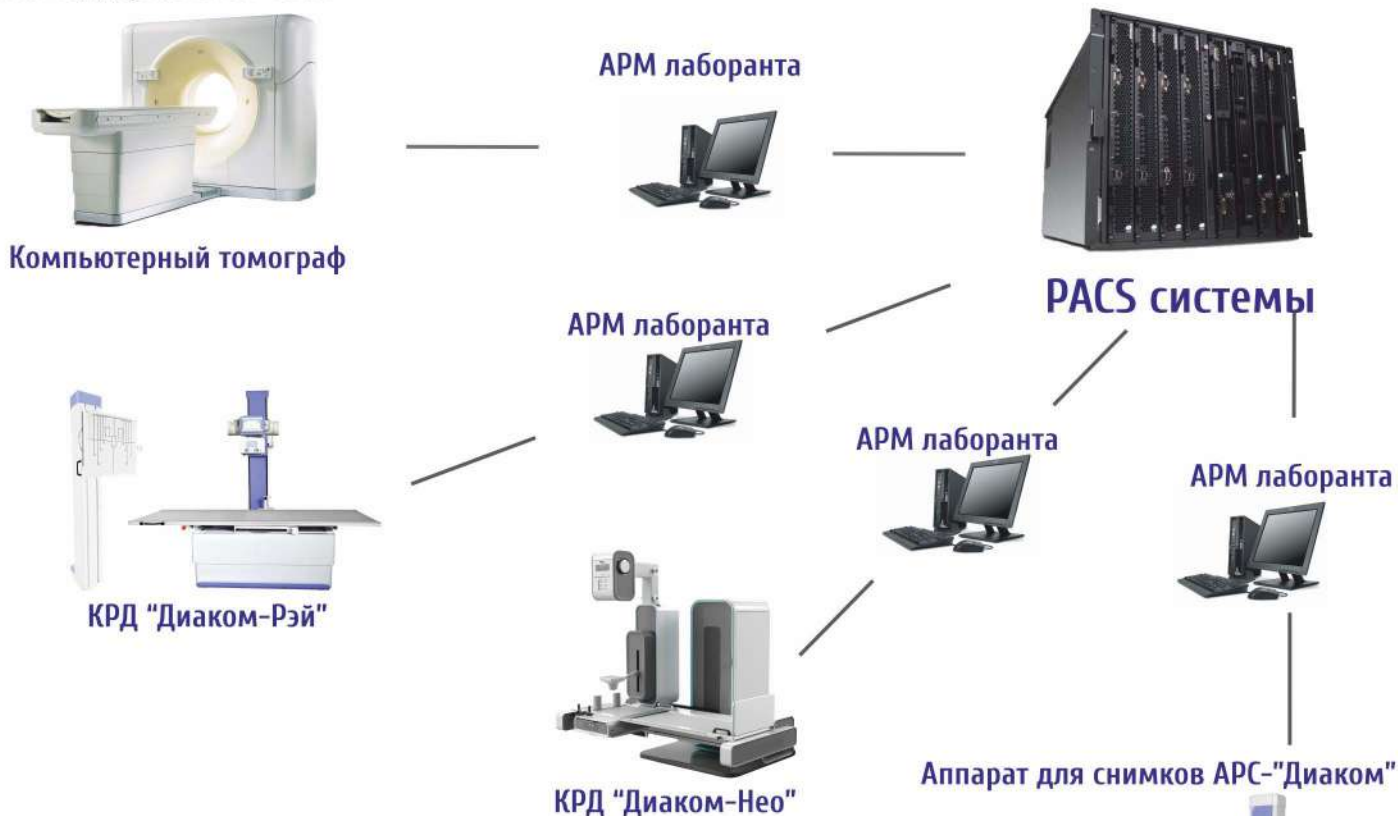 АРМ лаборанта
Компьютерный томограф
PACS системы
АРМ лаборанта
АРМ лаборанта
АРМ лаборанта
КРД "Диаком-Рэй"
Аппарат для снимков АРС-"Диаком"
КРД "Диаком-Нео"